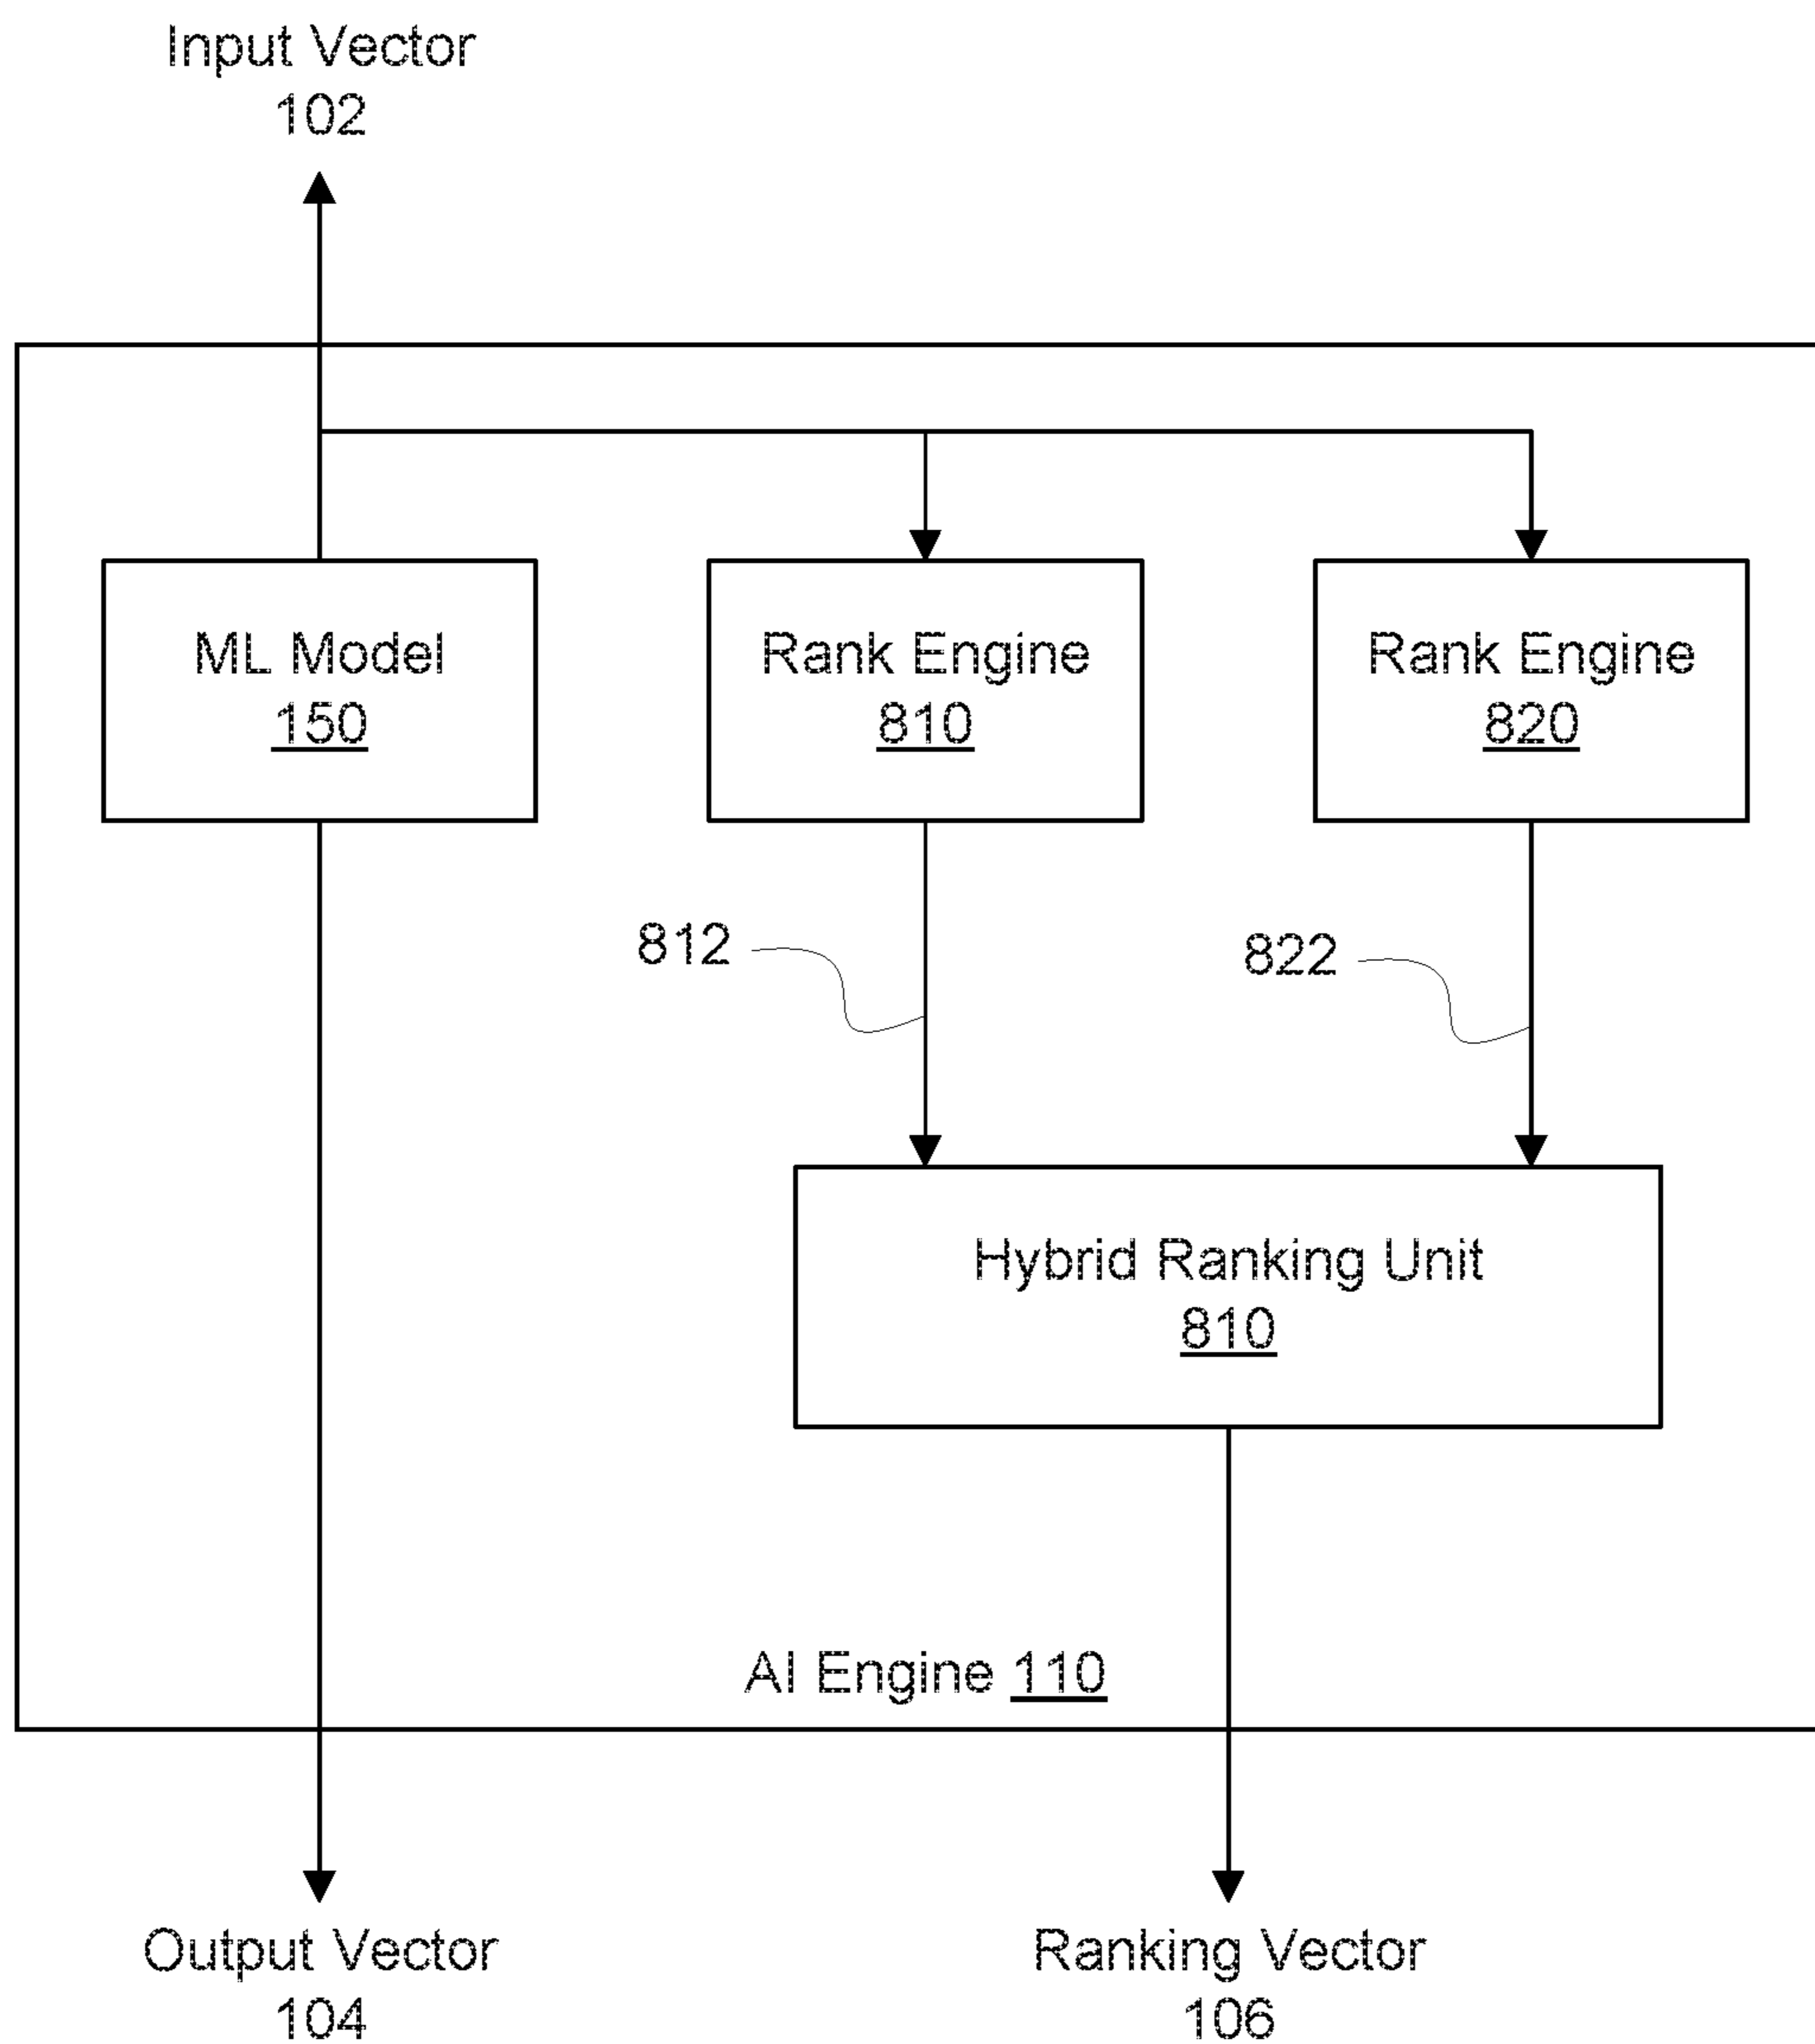 Input Vector
102
ML Model
150
Rank Engine
810
Rank Engine
820
812
822
Hybrid Ranking Unit
810
AI Engine 110
Output Vector
104
Ranking Vector
106